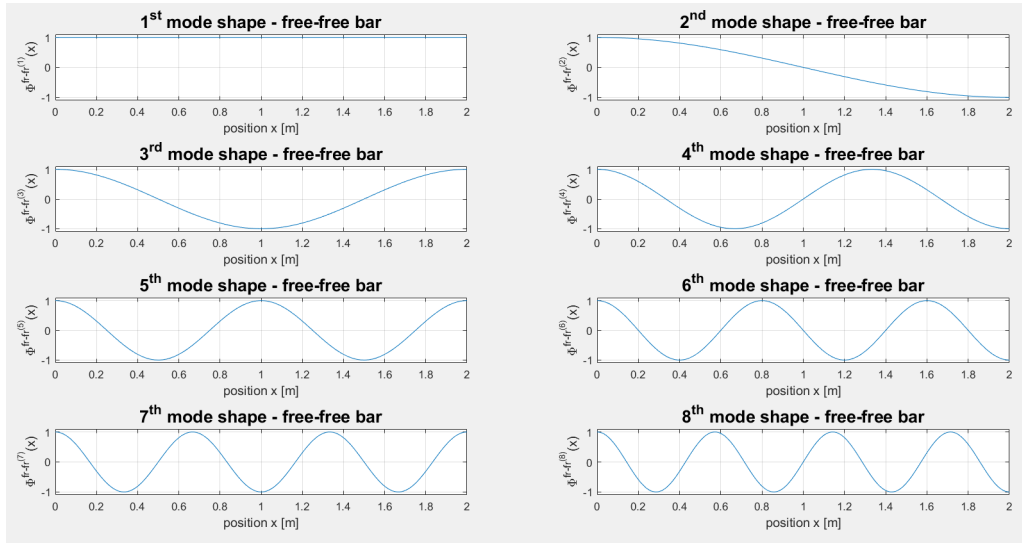 1st mode shape - free-free bar
Φfr-fr(1)(x)
1
0
-1
0 0.2 0.4 0.6 0.8 1 1.2 1.4 1.6 1.8 2
position x [m]
2nd mode shape - free-free bar
Φfr-fr(2)(x)
1
0
-1
0 0.2 0.4 0.6 0.8 1 1.2 1.4 1.6 1.8 2
position x [m]
3rd mode shape - free-free bar
Φfr-fr(3)(x)
1
0
-1
0 0.2 0.4 0.6 0.8 1 1.2 1.4 1.6 1.8 2
position x [m]
4th mode shape - free-free bar
Φfr-fr(4)(x)
1
0
-1
0 0.2 0.4 0.6 0.8 1 1.2 1.4 1.6 1.8 2
position x [m]
5th mode shape - free-free bar
Φfr-fr(5)(x)
1
0
-1
0 0.2 0.4 0.6 0.8 1 1.2 1.4 1.6 1.8 2
position x [m]
6th mode shape - free-free bar
Φfr-fr(6)(x)
1
0
-1
0 0.2 0.4 0.6 0.8 1 1.2 1.4 1.6 1.8 2
position x [m]
7th mode shape - free-free bar
Φfr-fr(7)(x)
1
0
-1
0 0.2 0.4 0.6 0.8 1 1.2 1.4 1.6 1.8 2
position x [m]
8th mode shape - free-free bar
Φfr-fr(8)(x)
1
0
-1
0 0.2 0.4 0.6 0.8 1 1.2 1.4 1.6 1.8 2
position x [m]